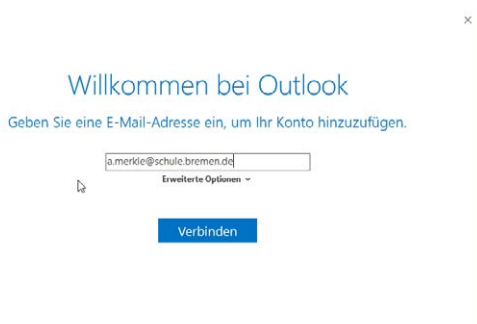 Willkommen bei Outlook
Geben Sie eine E-Mail-Adresse ein, um Ihr Konto hinzuzufügen.
a.merkle@schule.bremen.de
Erweiterte Optionen
Verbinden